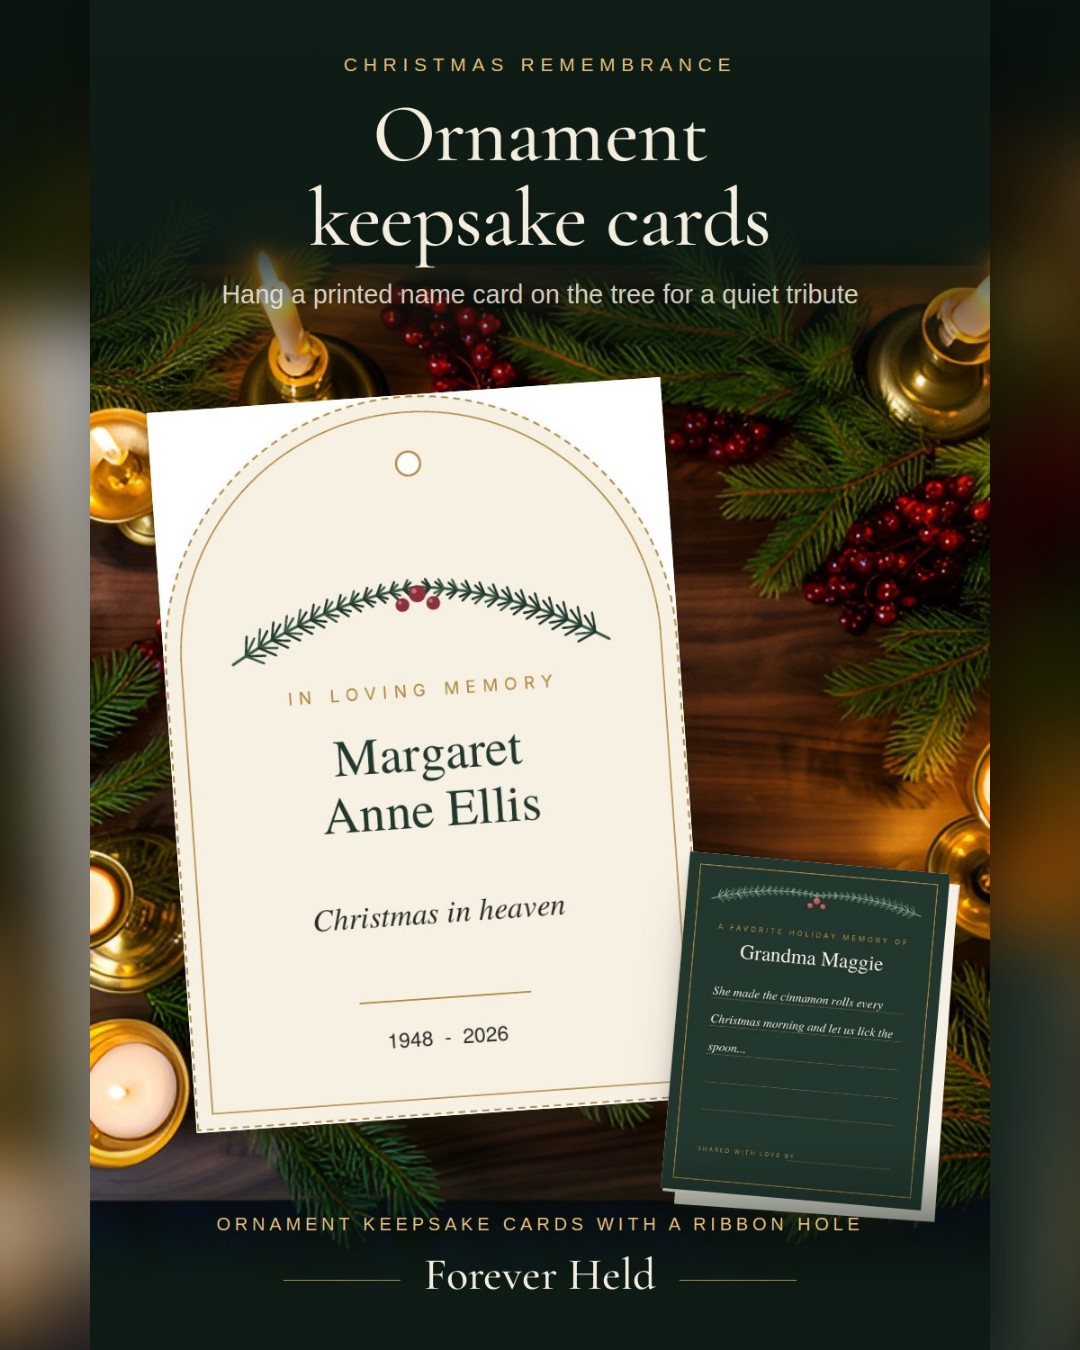 CHRISTMAS REMEMBRANCE
Ornament
keepsake cards
Hang a printed name card on the tree for a quiet tribute
IN LOVING MEMORY
Margaret
Anne Ellis
Christmas in heaven
1948 - 2026
A FAVORITE HOLIDAY MEMORY OF
Grandma Maggie
She made the cinnamon rolls every
Christmas morning and let us lick the
spoon...
SHARED WITH LOVE BY
ORNAMENT KEEPSAKE CARDS WITH A RIBBON HOLE
Forever Held